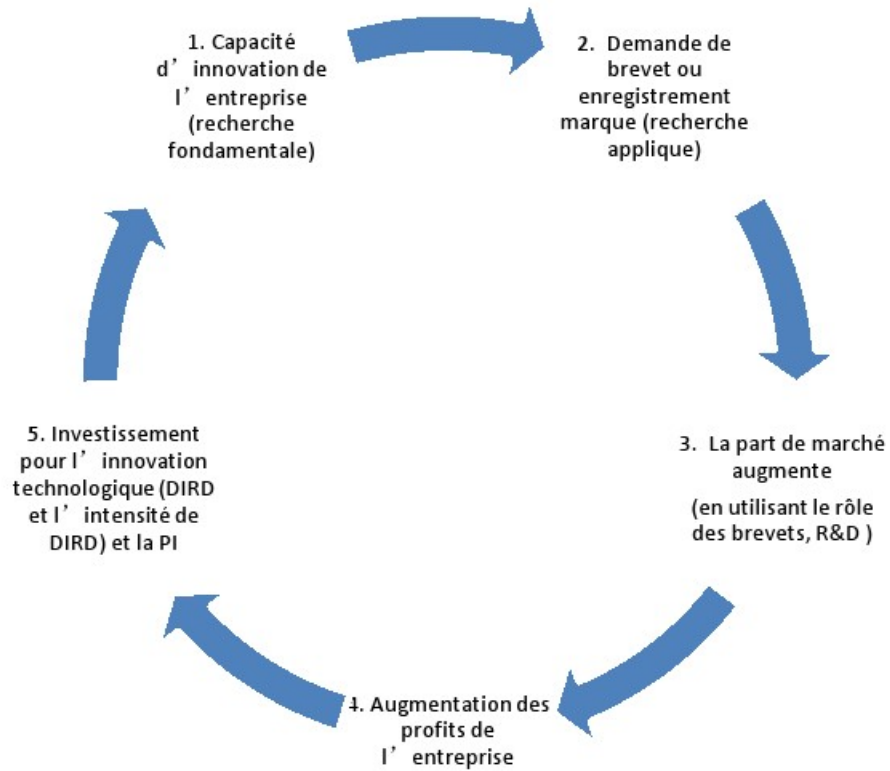 1. Capacité
d’ innovation de
l’ entreprise
(recherche
fondamentale)
2. Demande de
brevet ou
enregistrement
marque (recherche
applique)
3. La part de marché
augmente
(en utilisant le rôle
des brevets, R&D )
4. Augmentation des
profits de
l’ entreprise
5. Investissement
pour l’ innovation
technologique (DIRD
et l’ intensité de
DIRD) et la PI